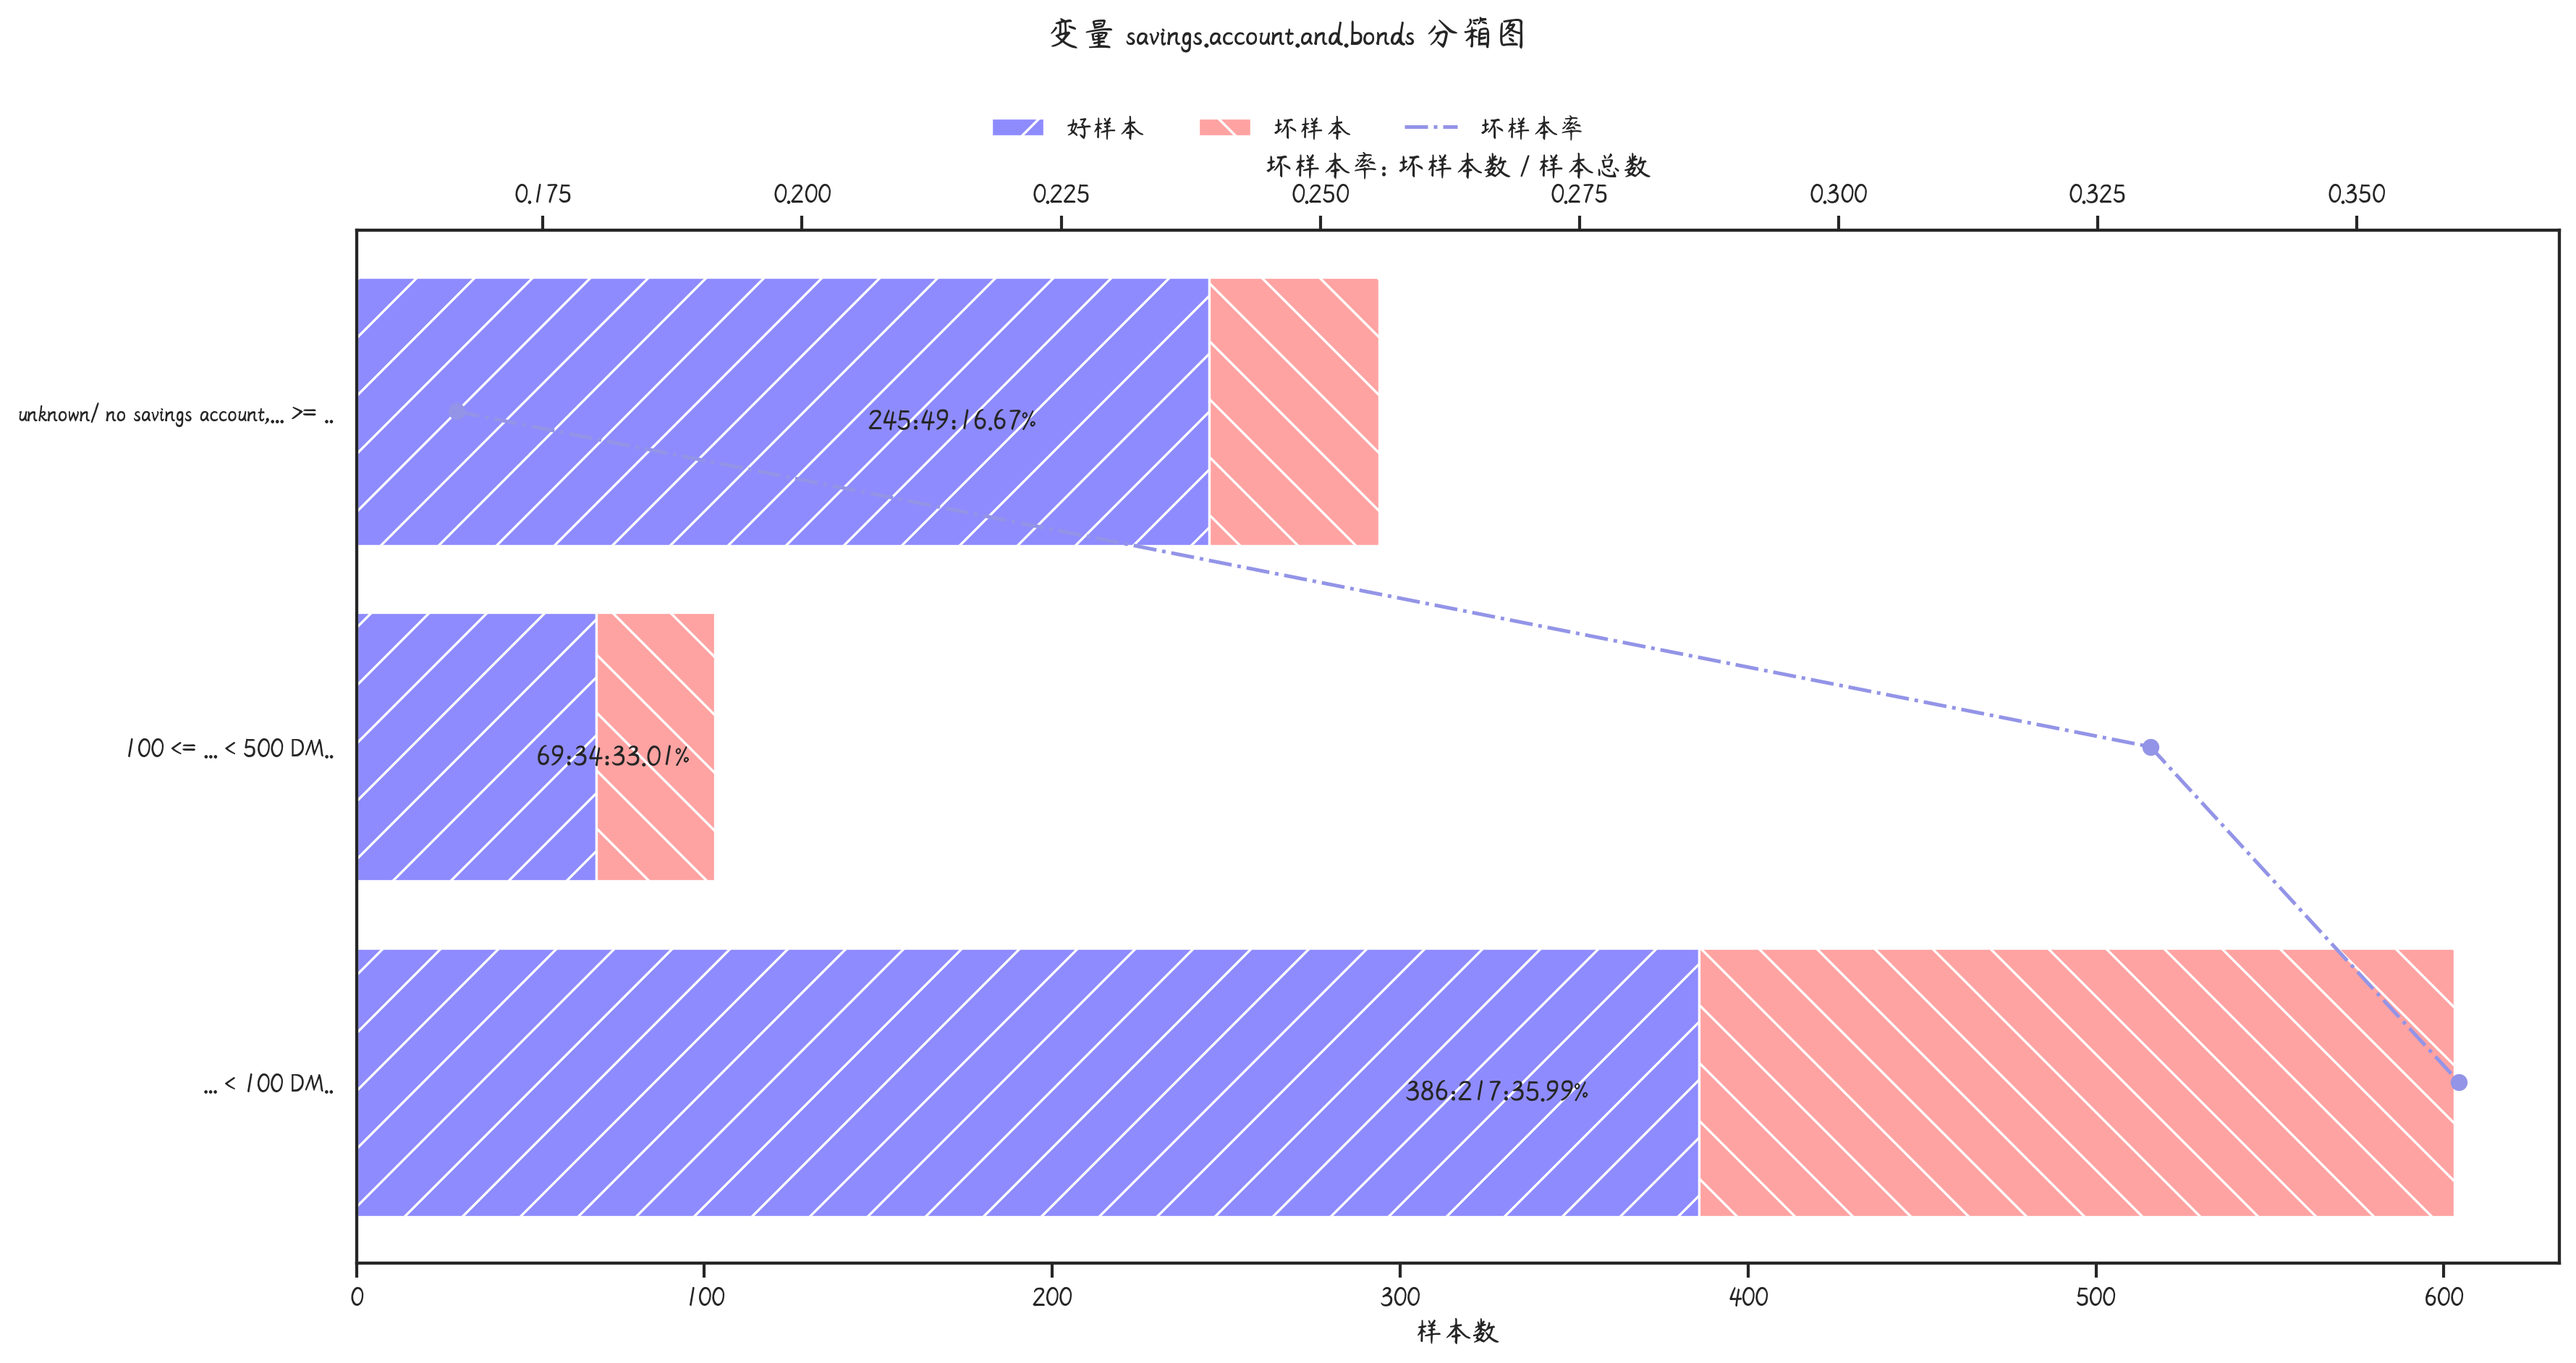 变量 savings.account.and.bonds 分箱图
好样本 坏样本 坏样本率
坏样本率: 坏样本数 / 样本总数
0.175 0.200 0.225 0.250 0.275 0.300 0.325 0.350
unknown/ no savings account,... >= ..
245:49:16.67%
100 <= ... < 500 DM..
69:34:33.01%
... < 100 DM..
386:217:35.99%
0 100 200 300 400 500 600
样本数